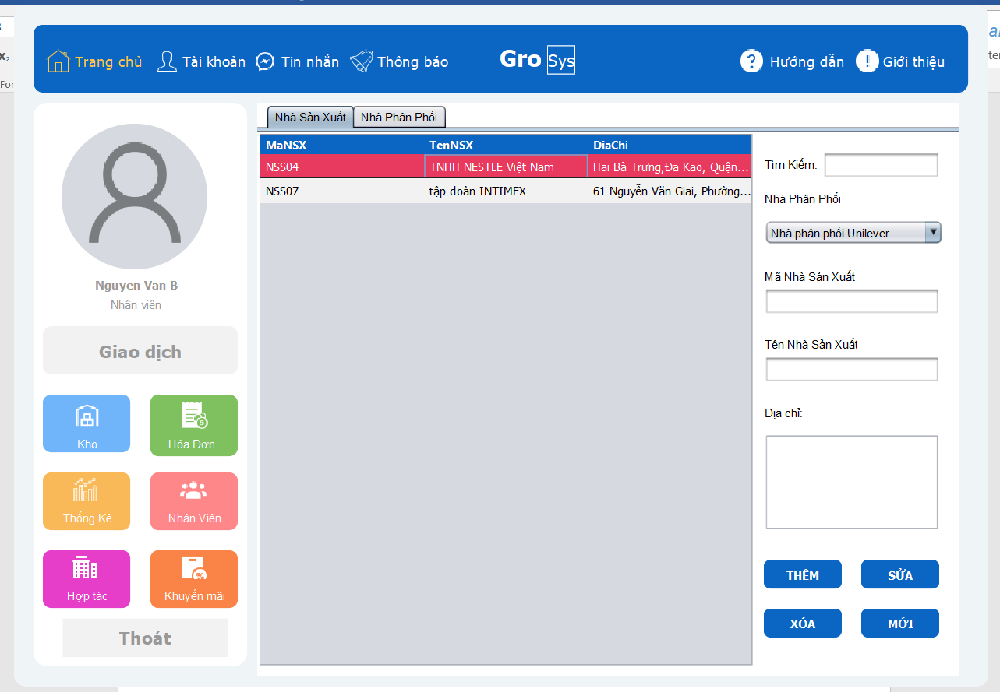 Trang chủ Tài khoản Tin nhắn Thông báo Gro Sys Hướng dẫn Giới thiệu
Nguyen Van B
Nhân viên
Giao dịch
Kho Hóa Đơn
Thống Kê Nhân Viên
Hợp tác Khuyến mãi
Thoát
Nhà Sản Xuất Nhà Phân Phối
MaNSX TenNSX DiaChi
NSS04 TNHH NESTLE Việt Nam Hai Bà Trưng,Đa Kao, Quận...
NSS07 tập đoàn INTIMEX 61 Nguyễn Văn Giai, Phường...
Tìm Kiếm:
Nhà Phân Phối
Nhà phân phối Unilever
Mã Nhà Sản Xuất
Tên Nhà Sản Xuất
Địa chỉ:
THÊM SỬA
XÓA MỚI